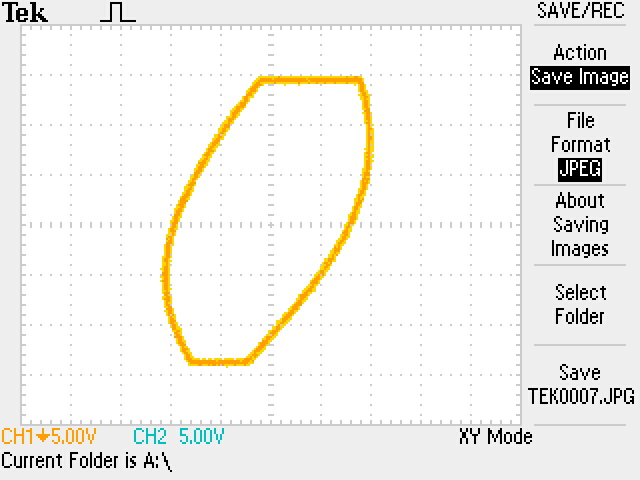 Tek
SAVE/REC
Action
Save Image
File
Format
JPEG
About
Saving
Images
Select
Folder
Save
TEK0007.JPG
CH1 5.00V CH2 5.00V XY Mode
Current Folder is A:\